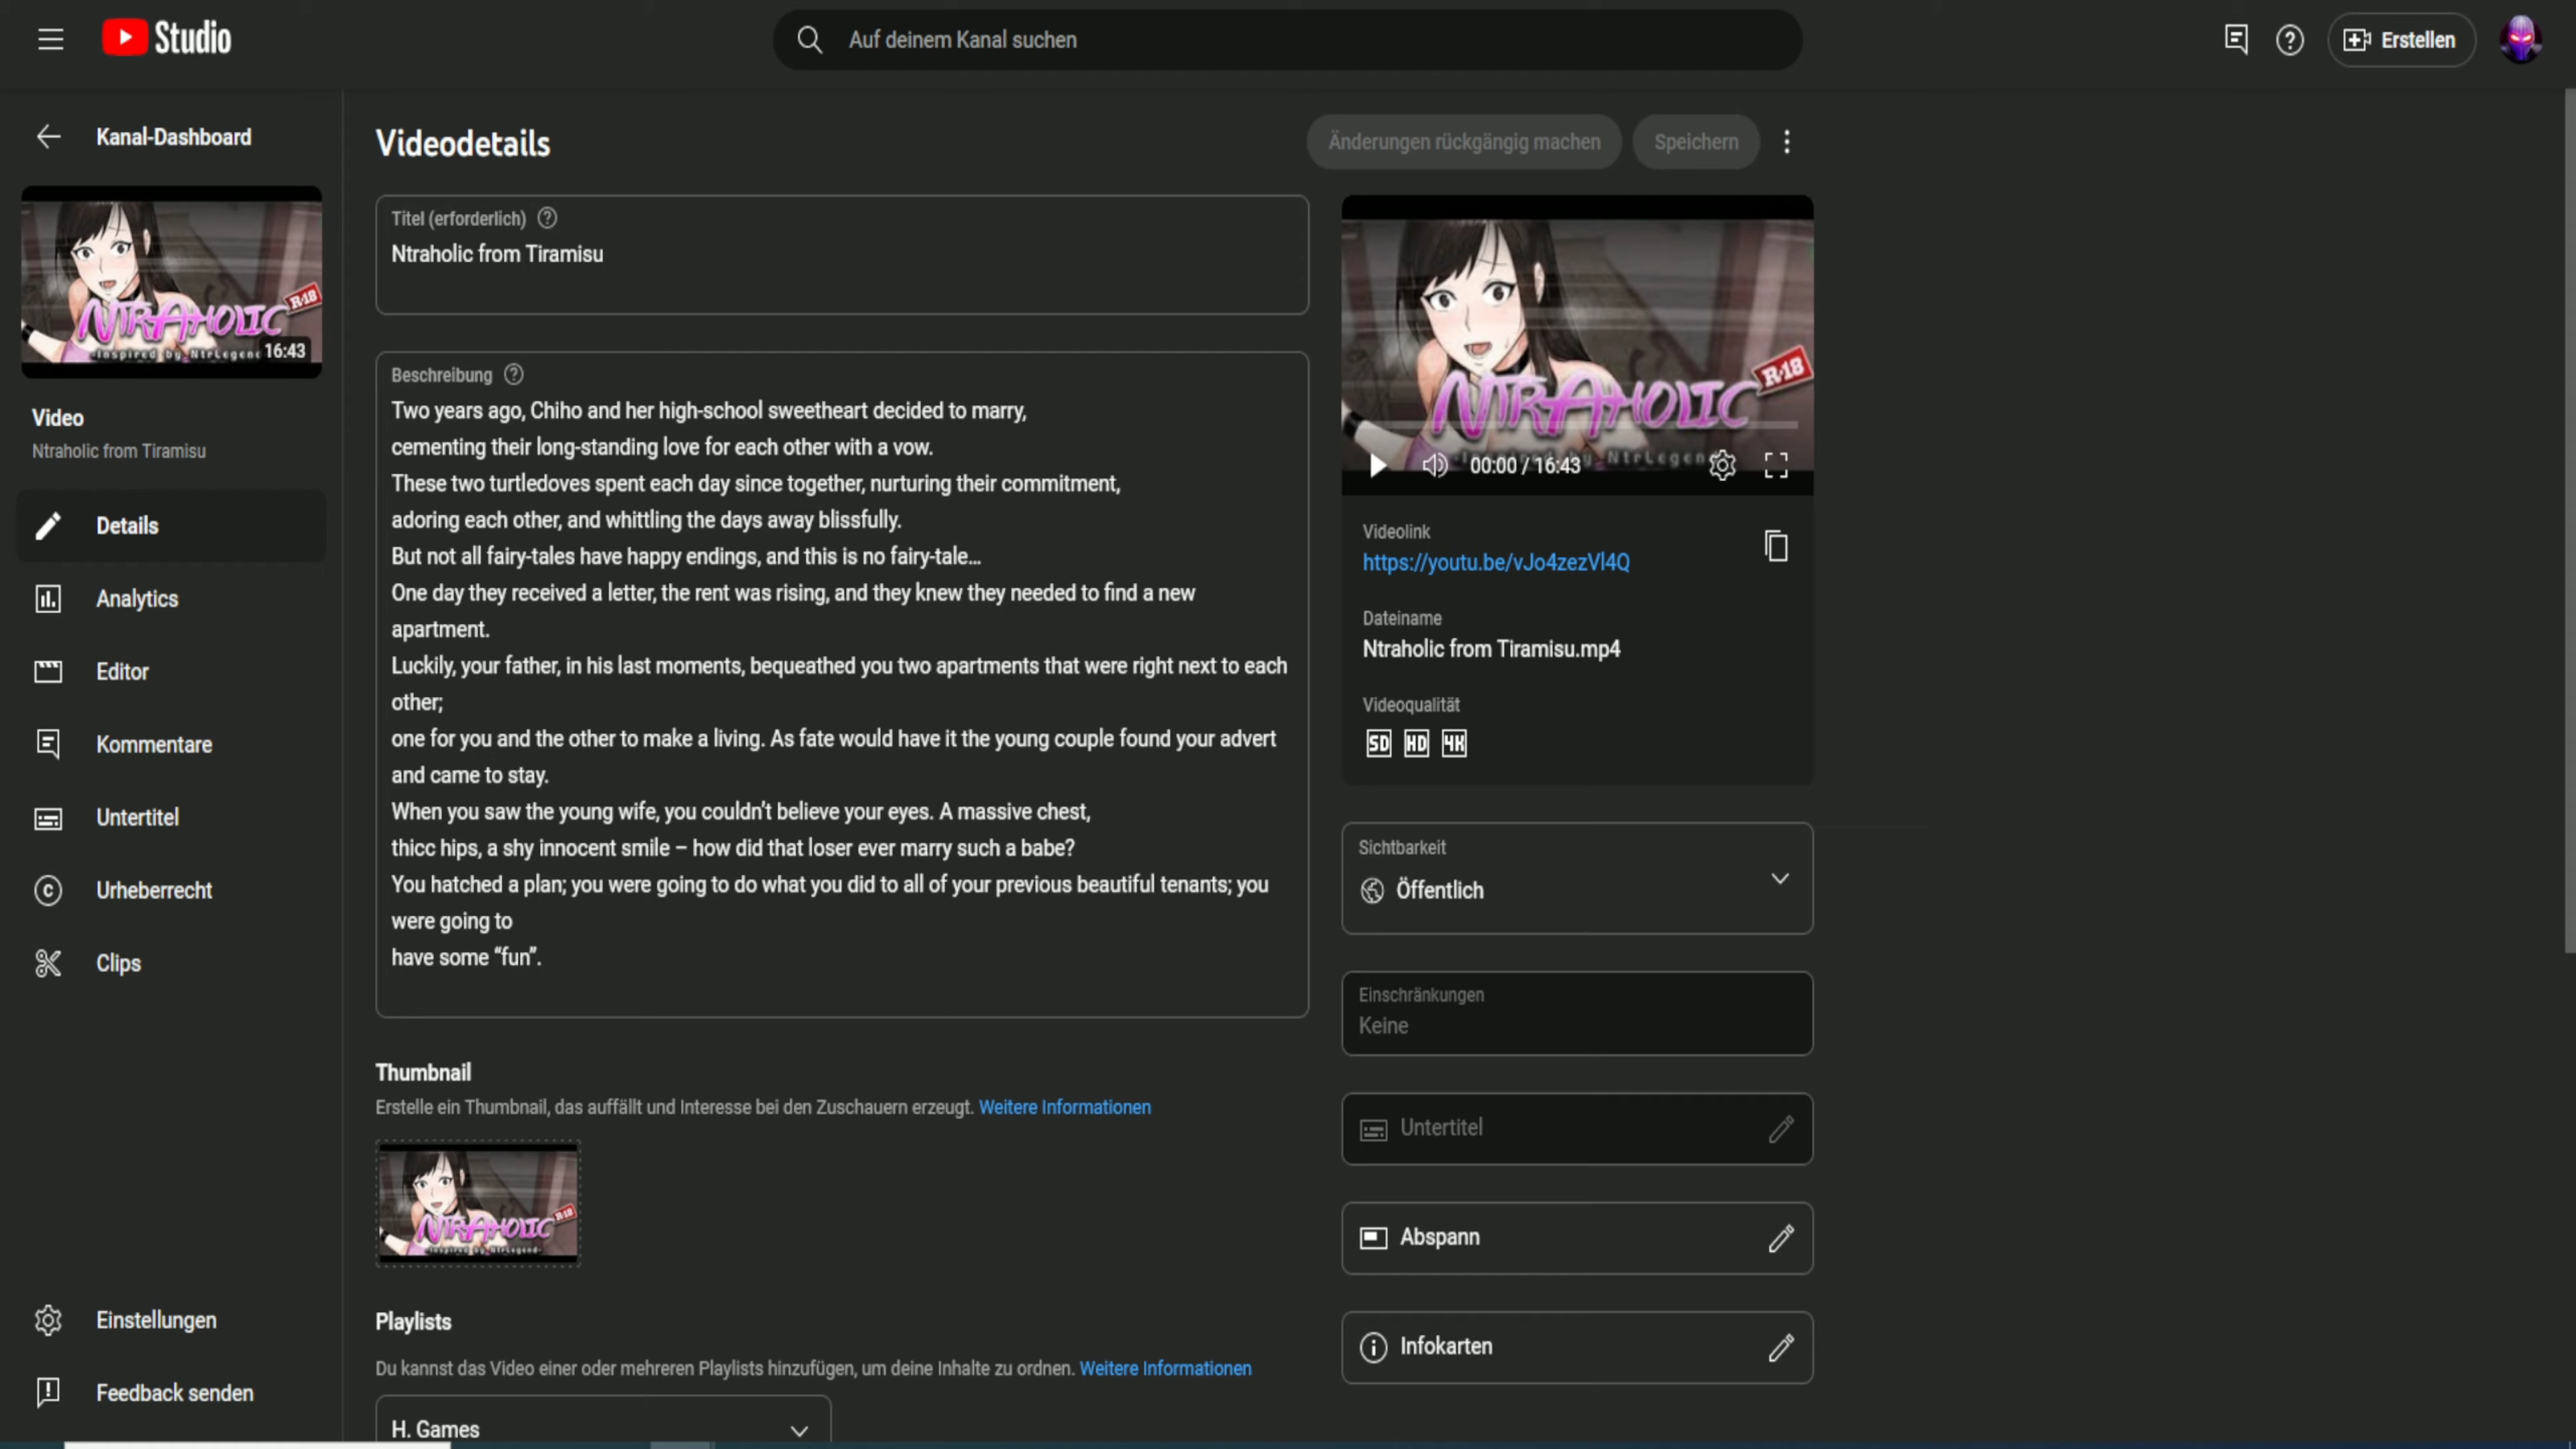 Studio
Auf deinem Kanal suchen
Erstellen
Kanal-Dashboard
NTRAHOLIC
R-18
-Inspired by NtrLegend
16:43
Video
Ntraholic from Tiramisu
Details
Analytics
Editor
Kommentare
Untertitel
Urheberrecht
Clips
Einstellungen
Feedback senden
Videodetails
Änderungen rückgängig machen
Speichern
Titel (erforderlich)
Ntraholic from Tiramisu
Beschreibung
Two years ago, Chiho and her high-school sweetheart decided to marry,
cementing their long-standing love for each other with a vow.
These two turtledoves spent each day since together, nurturing their commitment,
adoring each other, and whittling the days away blissfully.
But not all fairy-tales have happy endings, and this is no fairy-tale...
One day they received a letter, the rent was rising, and they knew they needed to find a new
apartment.
Luckily, your father, in his last moments, bequeathed you two apartments that were right next to each
other;
one for you and the other to make a living. As fate would have it the young couple found your advert
and came to stay.
When you saw the young wife, you couldn't believe your eyes. A massive chest,
thicc hips, a shy innocent smile – how did that loser ever marry such a babe?
You hatched a plan; you were going to do what you did to all of your previous beautiful tenants; you
were going to
have some “fun”.
Thumbnail
Erstelle ein Thumbnail, das auffällt und Interesse bei den Zuschauern erzeugt. Weitere Informationen
NTRAHOLIC
R-18
-Inspired by NtrLegend-
Playlists
Du kannst das Video einer oder mehreren Playlists hinzufügen, um deine Inhalte zu ordnen. Weitere Informationen
H. Games
NTRAHOLIC
R-18
NtrLegen
00:00 / 16:43
Videolink
https://youtu.be/vJo4zezVl4Q
Dateiname
Ntraholic from Tiramisu.mp4
Videoqualität
SD HD 4K
Sichtbarkeit
Öffentlich
Einschränkungen
Keine
Untertitel
Abspann
Infokarten